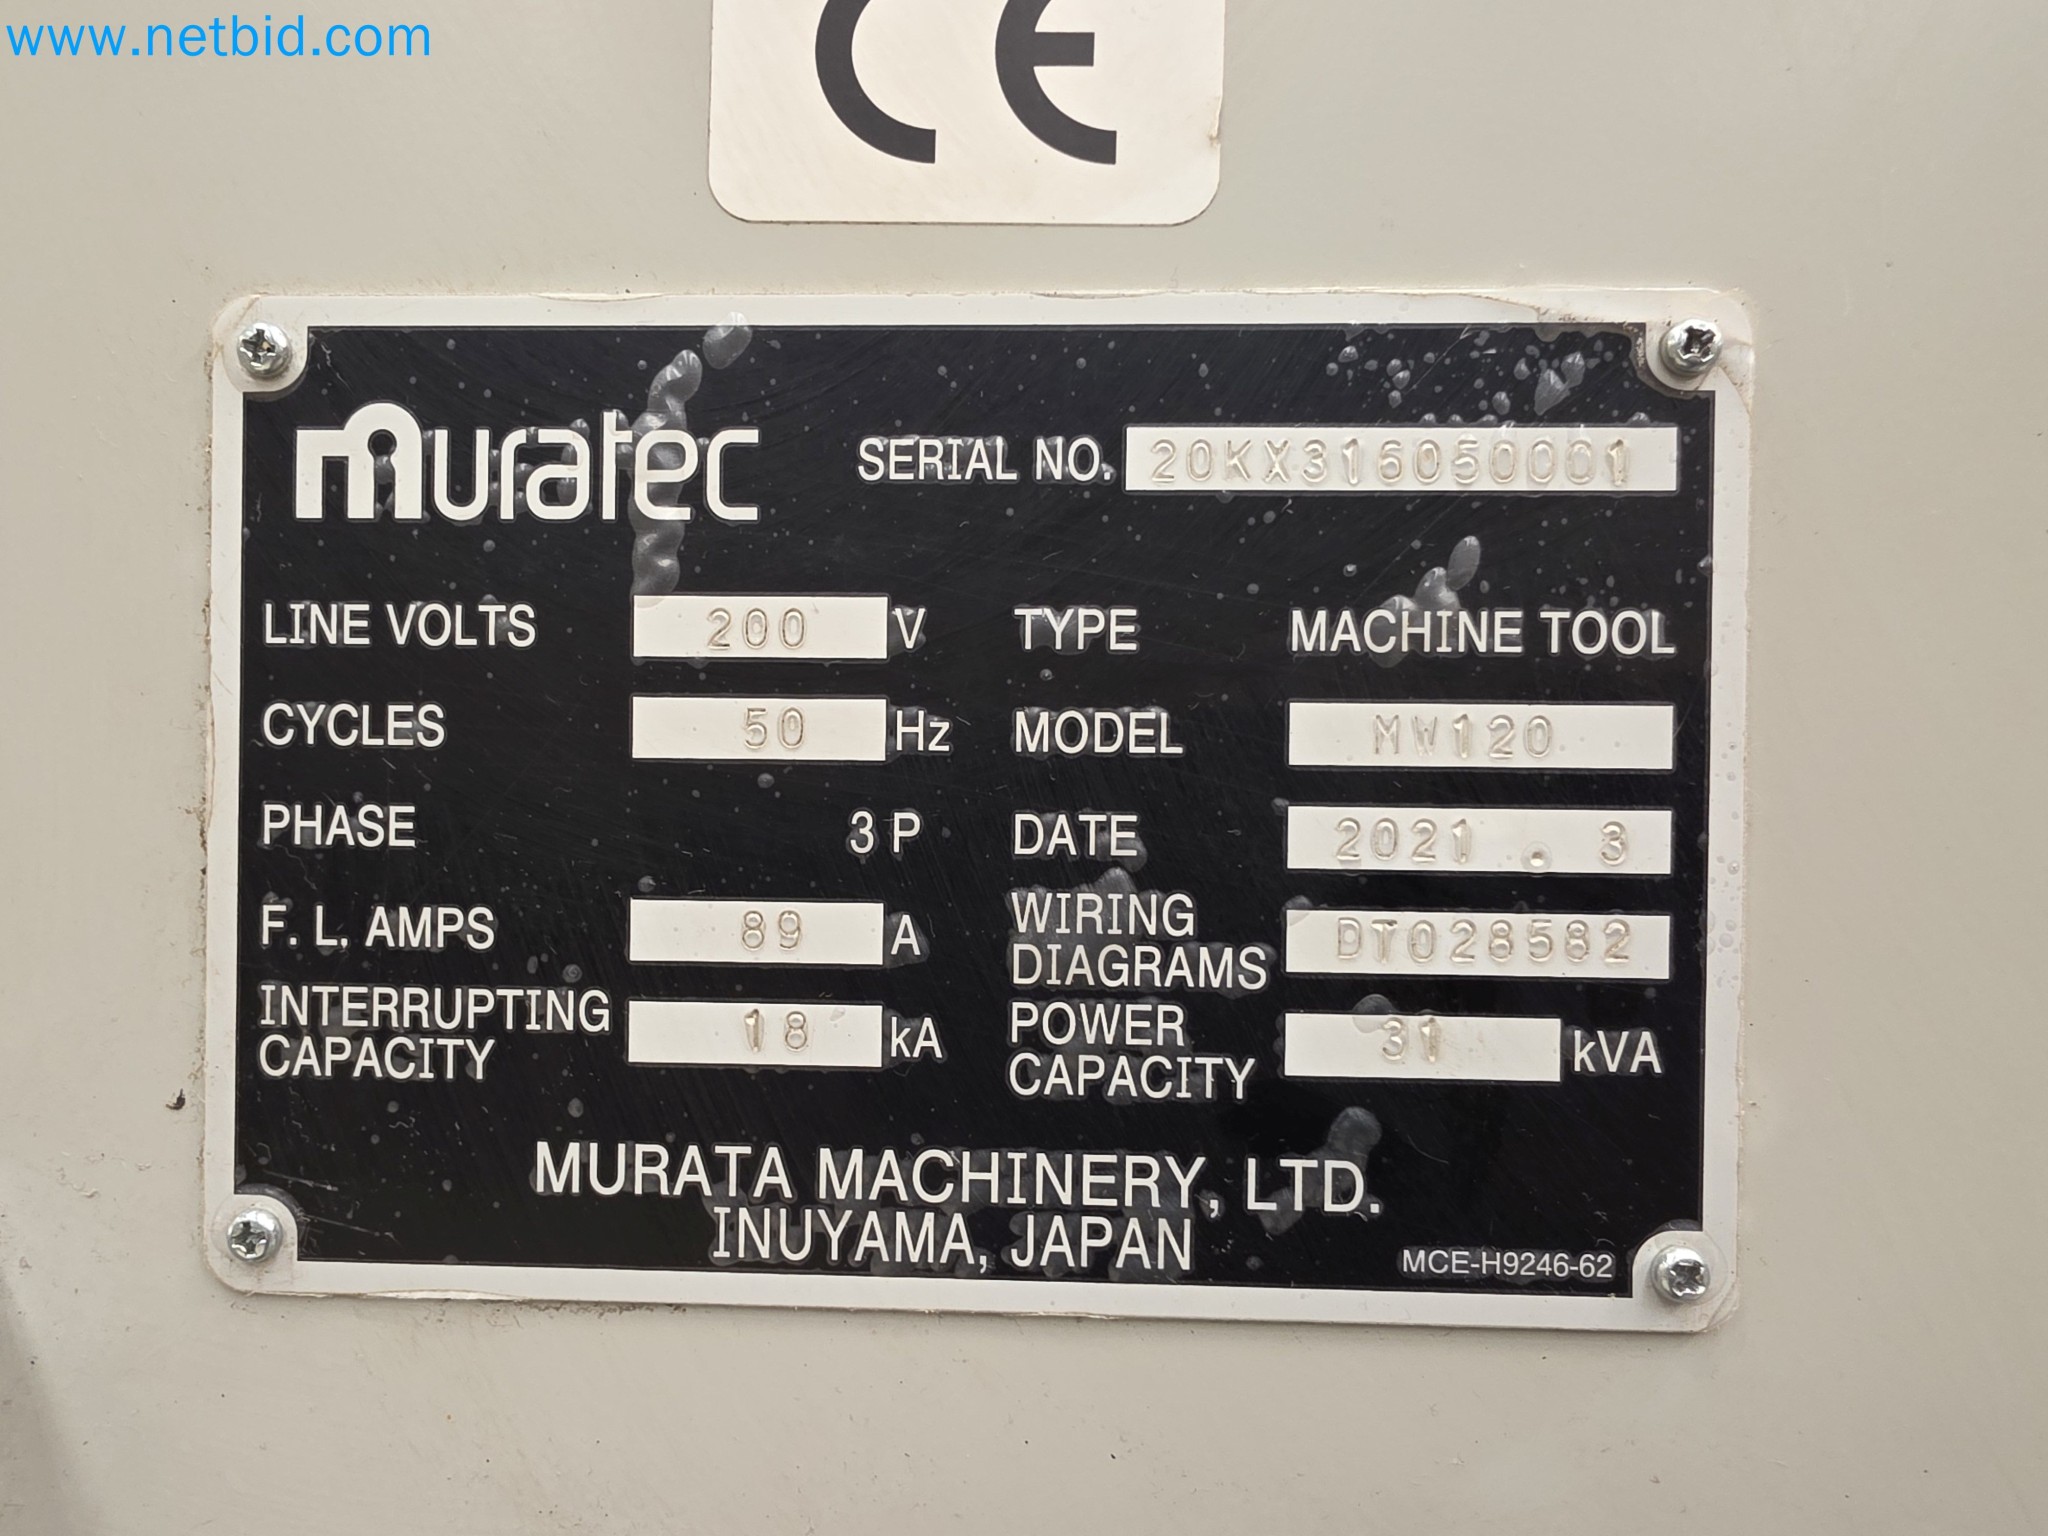 www.netbid.com
CE
muratec SERIAL NO. 20KX316050001
LINE VOLTS 200 V TYPE MACHINE TOOL
CYCLES 50 Hz MODEL MW120
PHASE 3 P DATE 2021 . 3
F. L. AMPS 89 A WIRING DIAGRAMS DT028582
INTERRUPTING CAPACITY 18 kA POWER CAPACITY 31 kVA
MURATA MACHINERY, LTD.
INUYAMA, JAPAN
MCE-H9246-62